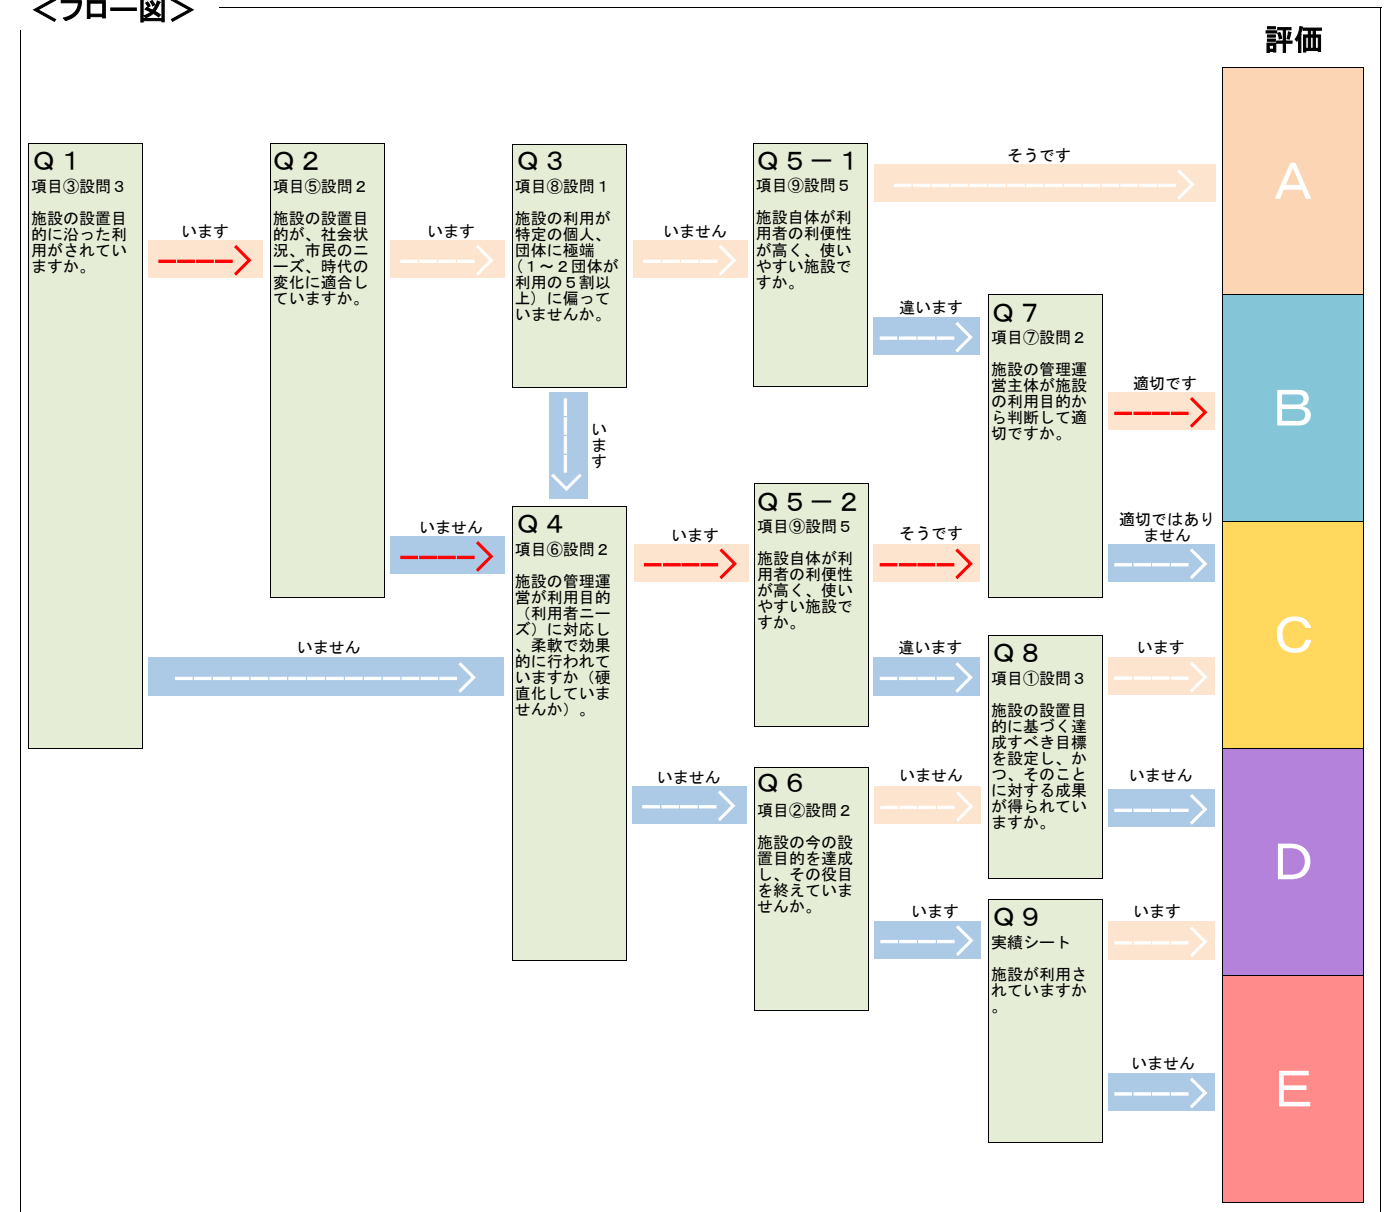 ＜フロー図＞
評価
Ｑ１
項目③設問３
施設の設置目
的に沿った利
用がされてい
ますか。
います
いません
Ｑ２
項目⑤設問２
施設の設置目
的が、社会状
況、市民のニ
ーズ、時代の
変化に適合し
ていますか。
います
いません
Ｑ３
項目⑧設問１
施設の利用が
特定の個人、
団体に極端
（１～２団体が
利用の５割以
上）に偏って
いませんか。
いません
います
Ｑ４
項目⑥設問２
施設の管理運
営が利用目的
（利用者ニー
ズ）に対応し
、柔軟で効果
的に行われて
いますか（硬
直化していま
せんか）。
います
いません
Ｑ５－１
項目⑨設問５
施設自体が利
用者の利便性
が高く、使い
やすい施設で
すか。
そうです
違います
Ｑ５－２
項目⑨設問５
施設自体が利
用者の利便性
が高く、使い
やすい施設で
すか。
そうです
違います
Ｑ６
項目②設問２
施設の今の設
置目的を達成
し、その役目
を終えていま
せんか。
いません
います
Ｑ７
項目⑦設問２
施設の管理運
営主体が施設
の利用目的か
ら判断して適
切ですか。
適切です
適切ではあり
ません
Ｑ８
項目①設問３
施設の設置目
的に基づく達
成すべき目標
を設定し、か
つ、そのこと
に対する成果
が得られてい
ますか。
います
いません
Ｑ９
実績シート
施設が利用さ
れていますか
。
います
いません
Ａ
Ｂ
Ｃ
Ｄ
Ｅ